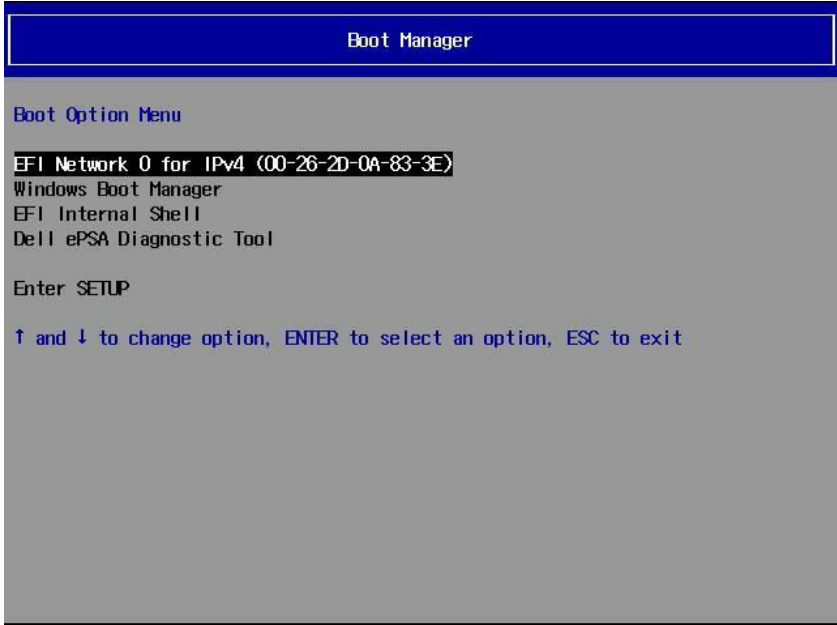 Boot Manager
Boot Option Menu
EFI Network 0 for IPv4 (00-26-2D-0A-83-3E)
Windows Boot Manager
EFI Internal Shell
Dell ePSA Diagnostic Tool
Enter SETUP
↑ and ↓ to change option, ENTER to select an option, ESC to exit